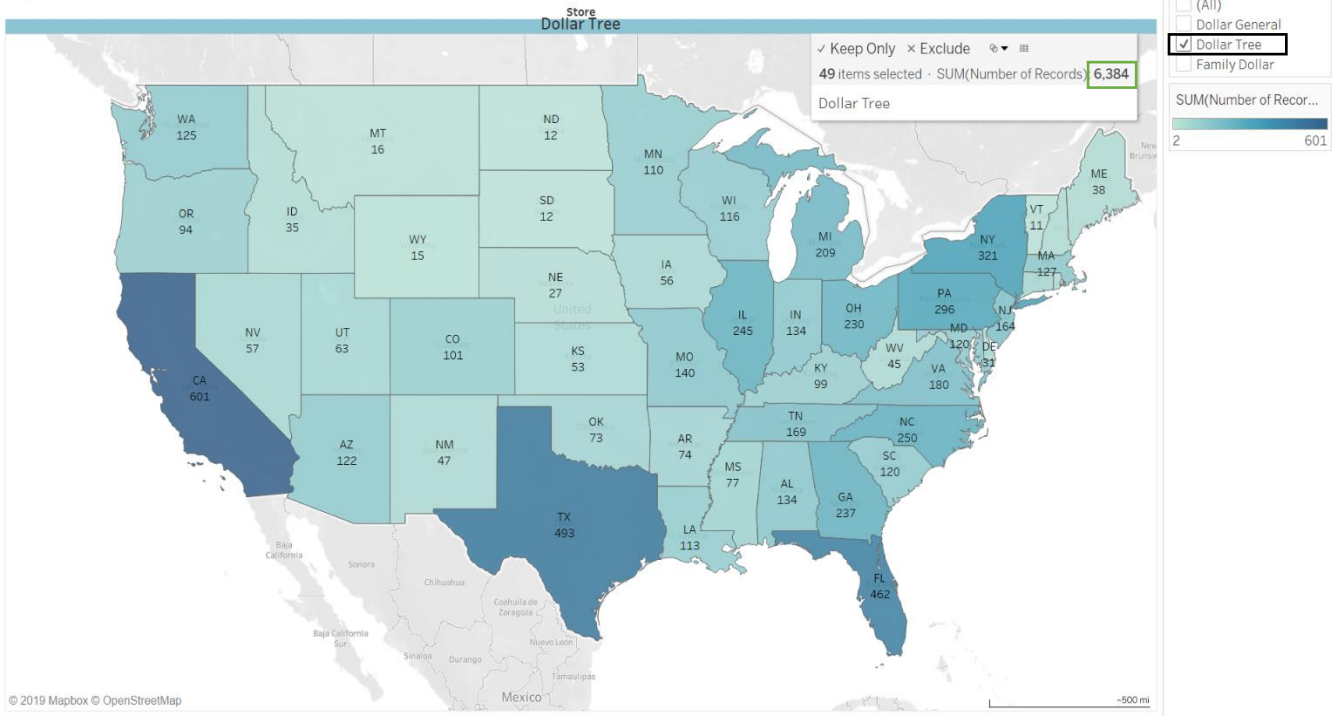 Store
Dollar Tree
✓ Keep Only × Exclude
49 items selected · SUM(Number of Records): 6,384
Dollar Tree
(All)
Dollar General
✓ Dollar Tree
Family Dollar
SUM(Number of Recor...
2 601
WA
125
MT
16
ND
12
MN
110
ME
38
OR
94
ID
35
WY
15
SD
12
WI
116
MI
209
VT
11
NY
321
MA
127
NV
57
UT
63
CO
101
NE
27
IA
56
United
States
KS
53
MO
140
IL
245
IN
134
OH
230
PA
296
NJ
164
MD
120
DE
31
WV
45
VA
180
KY
99
CA
601
AZ
122
NM
47
OK
73
AR
74
TN
169
NC
250
SC
120
MS
77
AL
134
GA
237
TX
493
LA
113
FL
462
New
Brunsw
Baja
California
Sonora
Chihuahua
Coahuila de
Zaragoza
Baja California
Sur
Sinaloa
Durango
Nuevo León
Tamaulipas
Mexico
© 2019 Mapbox © OpenStreetMap
~500 mi